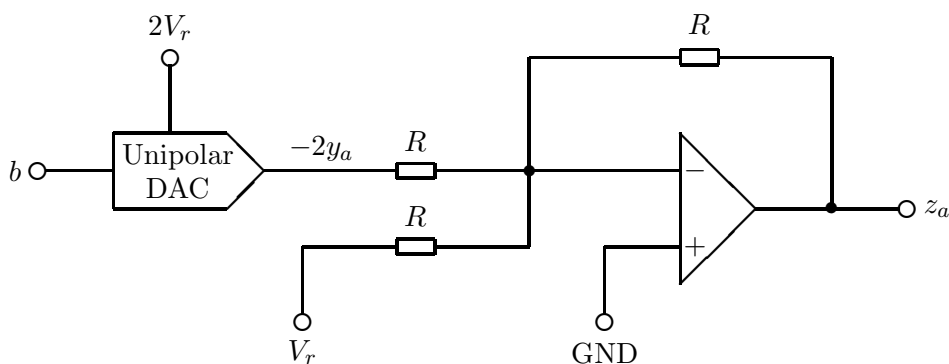 2V_r
R
b
Unipolar
DAC
−2y_a
R
−
z_a
R
+
V_r
GND